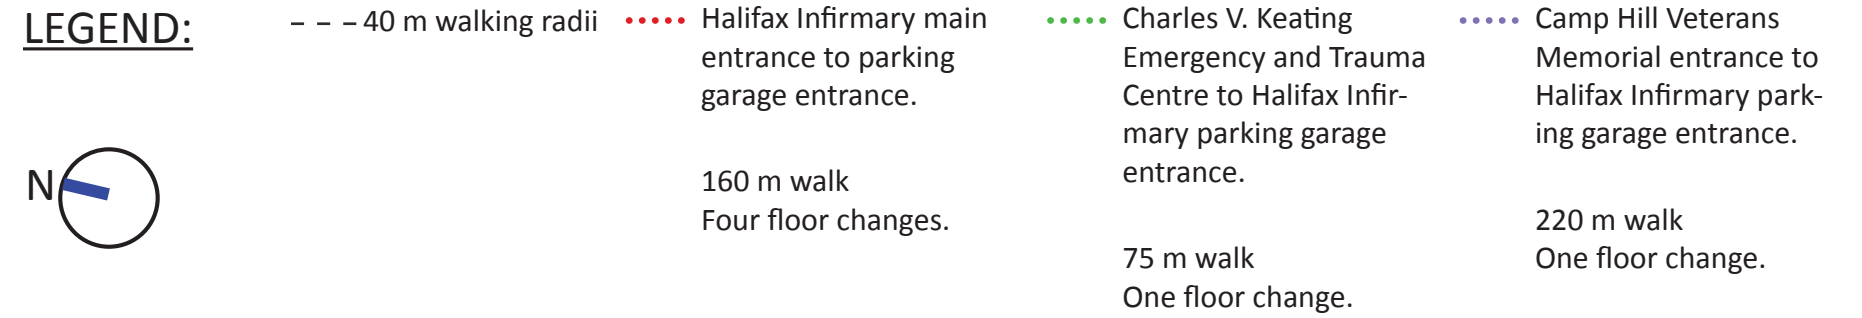 LEGEND:
N
40 m walking radii
Halifax Infirmary main
entrance to parking
garage entrance.
160 m walk
Four floor changes.
Charles V. Keating
Emergency and Trauma
Centre to Halifax Infir-
mary parking garage
entrance.
75 m walk
One floor change.
Camp Hill Veterans
Memorial entrance to
Halifax Infirmary park-
ing garage entrance.
220 m walk
One floor change.